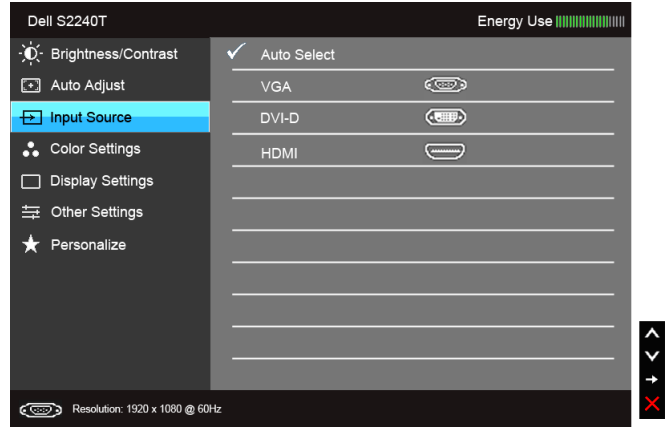 Dell S2240T
Energy Use
Brightness/Contrast
Auto Adjust
Input Source
Color Settings
Display Settings
Other Settings
Personalize
Auto Select
VGA
DVI-D
HDMI
Resolution: 1920 x 1080 @ 60Hz